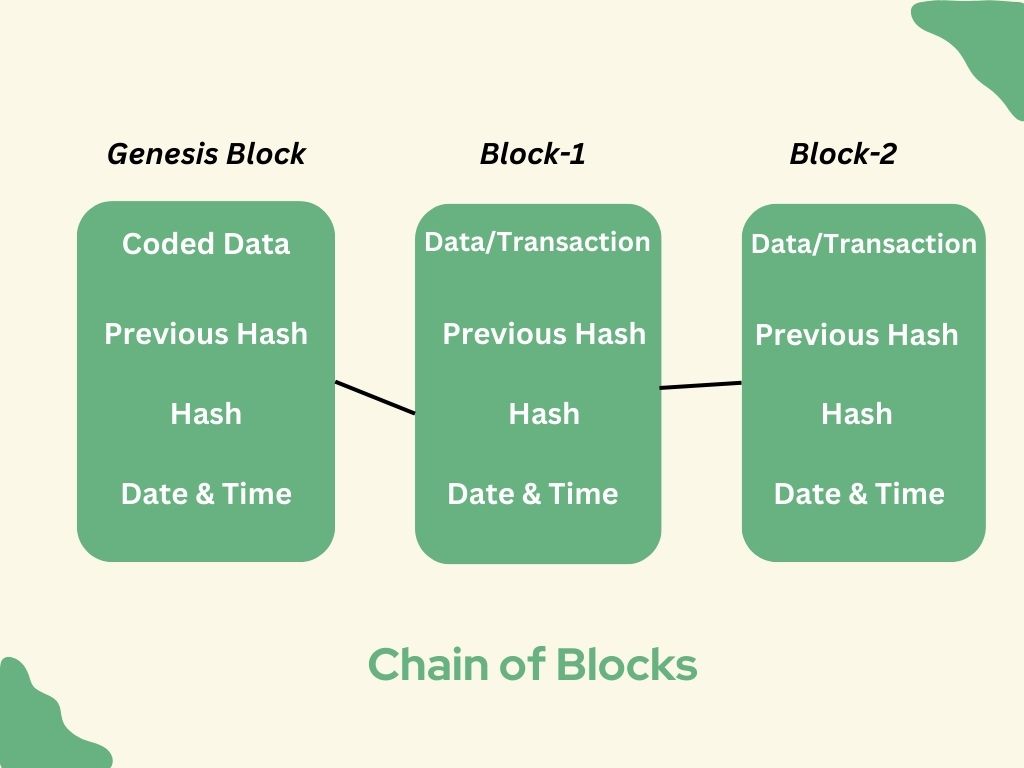 Genesis Block
Block-1
Block-2
Coded Data
Previous Hash
Hash
Date & Time
Data/Transaction
Previous Hash
Hash
Date & Time
Data/Transaction
Previous Hash
Hash
Date & Time
Chain of Blocks